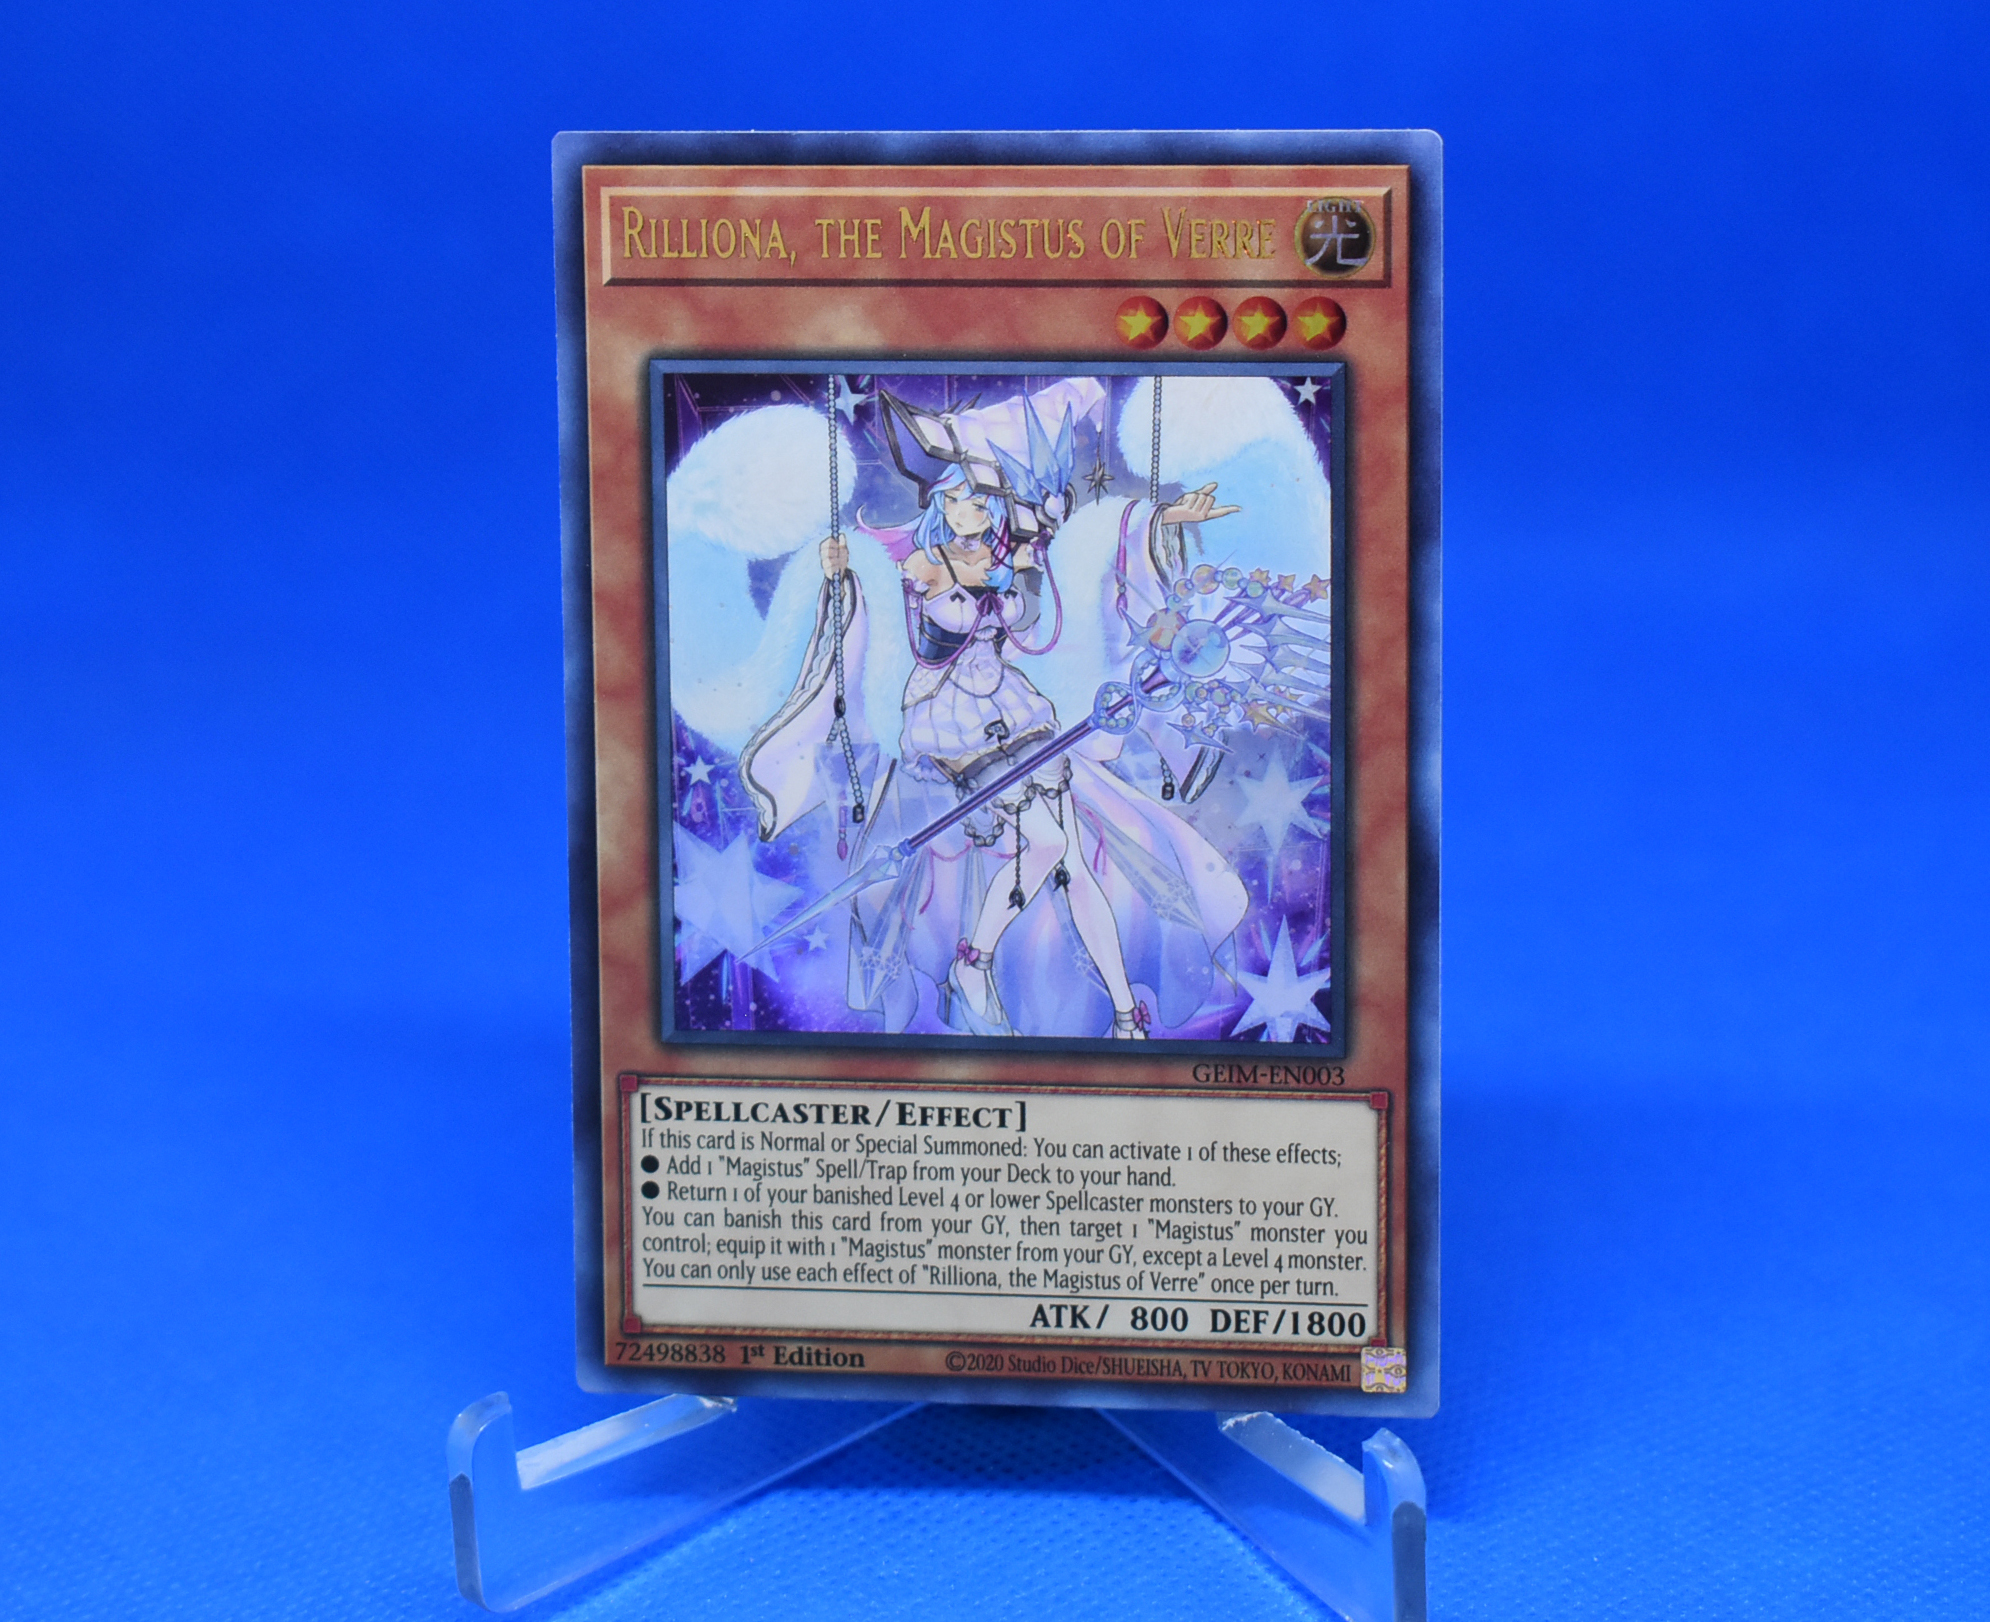 RILLIONA, THE MAGISTUS OF VERRE
LIGHT
光
GEIM-EN003
[SPELLCASTER/EFFECT]
If this card is Normal or Special Summoned: You can activate 1 of these effects;
● Add 1 "Magistus" Spell/Trap from your Deck to your hand.
● Return 1 of your banished Level 4 or lower Spellcaster monsters to your GY.
You can banish this card from your GY, then target 1 "Magistus" monster you
control; equip it with 1 "Magistus" monster from your GY, except a Level 4 monster.
You can only use each effect of "Rilliona, the Magistus of Verre" once per turn.
ATK/ 800 DEF/1800
72498838 1st Edition ©2020 Studio Dice/SHUEISHA, TV TOKYO, KONAMI